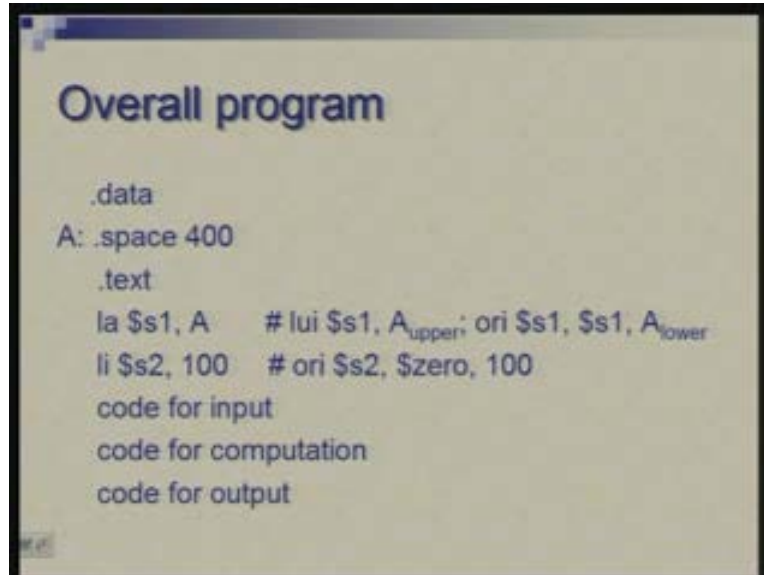 Overall program
.data
A: .space 400
.text
la $s1, A # lui $s1, Aupper; ori $s1, $s1, Alower
li $s2, 100 # ori $s2, $zero, 100
code for input
code for computation
code for output